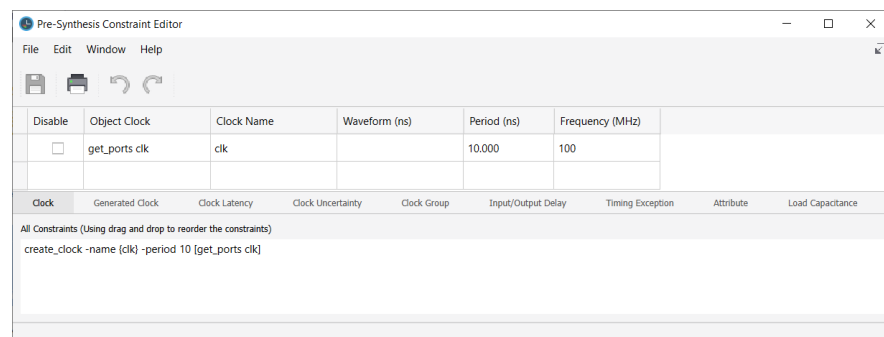 Pre-Synthesis Constraint Editor
File Edit Window Help
Disable Object Clock Clock Name Waveform (ns) Period (ns) Frequency (MHz)
get_ports clk clk 10.000 100
Clock Generated Clock Clock Latency Clock Uncertainty Clock Group Input/Output Delay Timing Exception Attribute Load Capacitance
All Constraints (Using drag and drop to reorder the constraints)
create_clock -name {clk} -period 10 [get_ports clk]